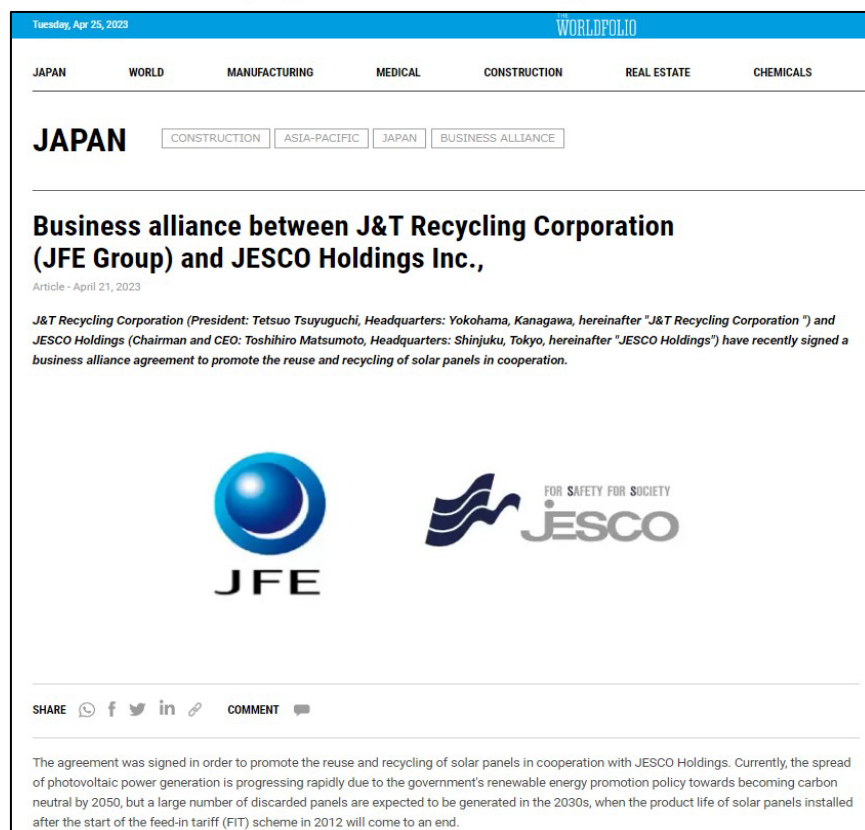 Tuesday, Apr 25, 2023
THE
WORLDFOLIO
JAPAN WORLD MANUFACTURING MEDICAL CONSTRUCTION REAL ESTATE CHEMICALS
JAPAN CONSTRUCTION ASIA-PACIFIC JAPAN BUSINESS ALLIANCE
Business alliance between J&T Recycling Corporation
(JFE Group) and JESCO Holdings Inc.,
Article - April 21, 2023
J&T Recycling Corporation (President: Tetsuo Tsuyuguchi, Headquarters: Yokohama, Kanagawa, hereinafter "J&T Recycling Corporation ") and
JESCO Holdings (Chairman and CEO: Toshihiro Matsumoto, Headquarters: Shinjuku, Tokyo, hereinafter "JESCO Holdings") have recently signed a
business alliance agreement to promote the reuse and recycling of solar panels in cooperation.
JFE
FOR SAFETY FOR SOCIETY
JESCO
SHARE COMMENT
The agreement was signed in order to promote the reuse and recycling of solar panels in cooperation with JESCO Holdings. Currently, the spread
of photovoltaic power generation is progressing rapidly due to the government's renewable energy promotion policy towards becoming carbon
neutral by 2050, but a large number of discarded panels are expected to be generated in the 2030s, when the product life of solar panels installed
after the start of the feed-in tariff (FIT) scheme in 2012 will come to an end.